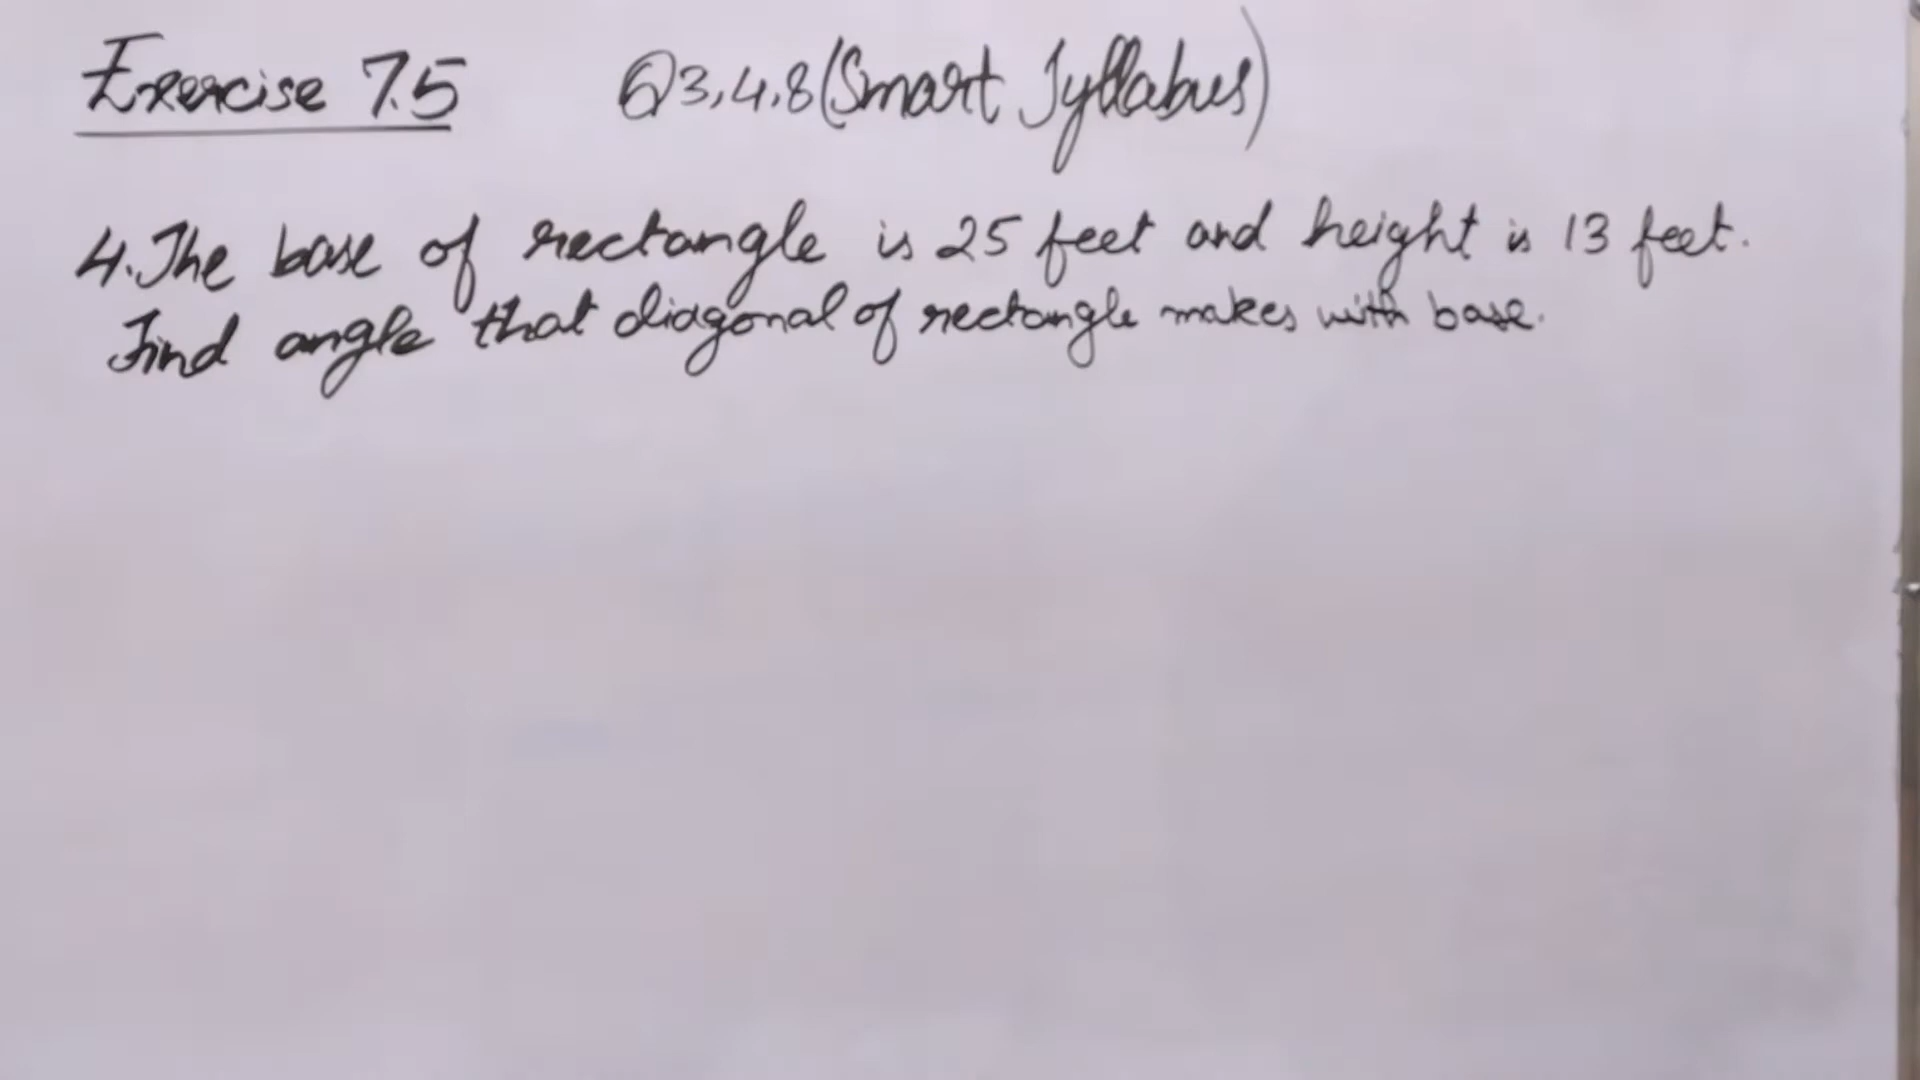 Exercise 7.5 Q3,4,8(Smart Syllabus)
4.The base of rectangle is 25 feet and height is 13 feet.
Find angle that diagonal of rectangle makes with base.